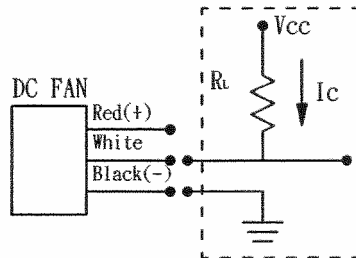 Vcc
DC FAN
RL
Ic
Red(+)
White
Black(-)